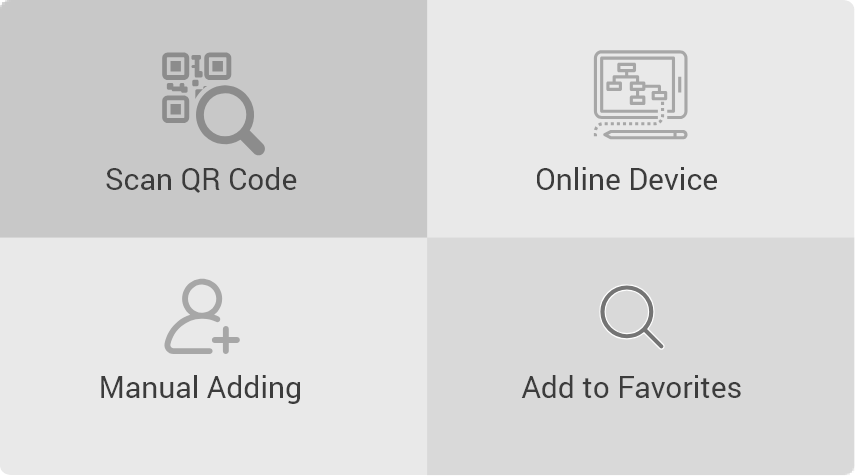 Scan QR Code
Online Device
Manual Adding
Add to Favorites